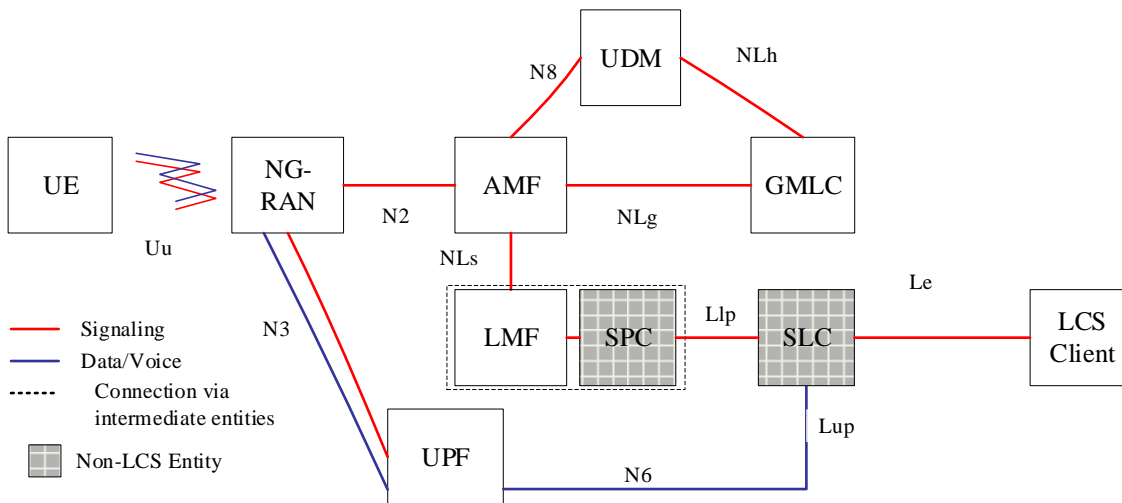 UDM
N8
NLh
UE
NG-
RAN
AMF
GMLC
N2
NLg
Uu
NLs
Le
Signaling
N3
LMF
SPC
Llp
SLC
LCS
Client
Data/Voice
Connection via
intermediate entities
Lup
Non-LCS Entity
UPF
N6